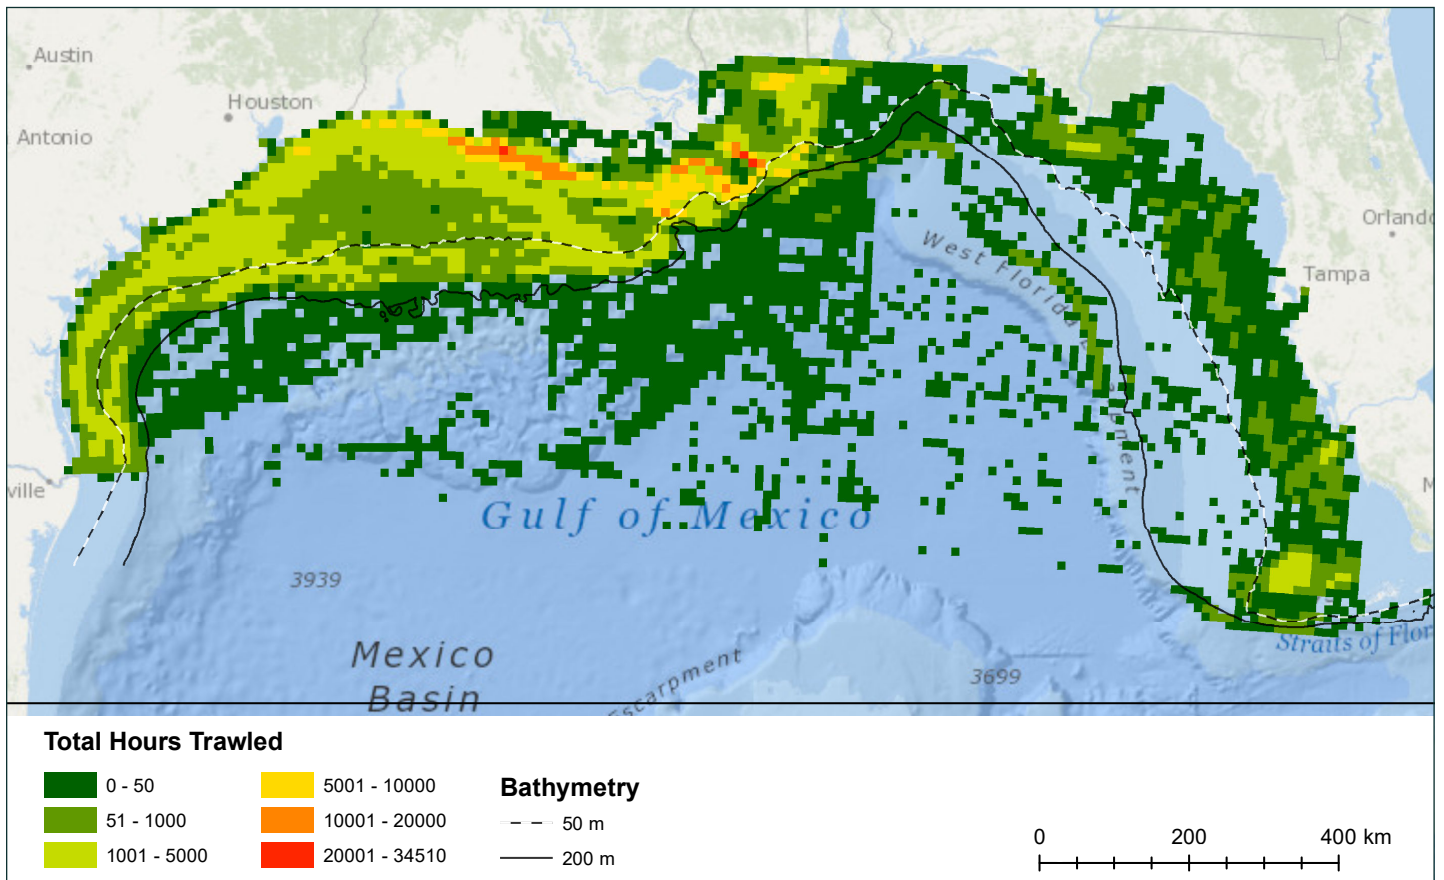 Austin
Houston
Antonio
Orlando
Tampa
West Florida
ville
Gulf of Mexico
3939
Mexico
Basin
Escarpment
3699
Straits of Flor
Total Hours Trawled
0 - 50
51 - 1000
1001 - 5000
5001 - 10000
10001 - 20000
20001 - 34510
Bathymetry
50 m
200 m
0 200 400 km